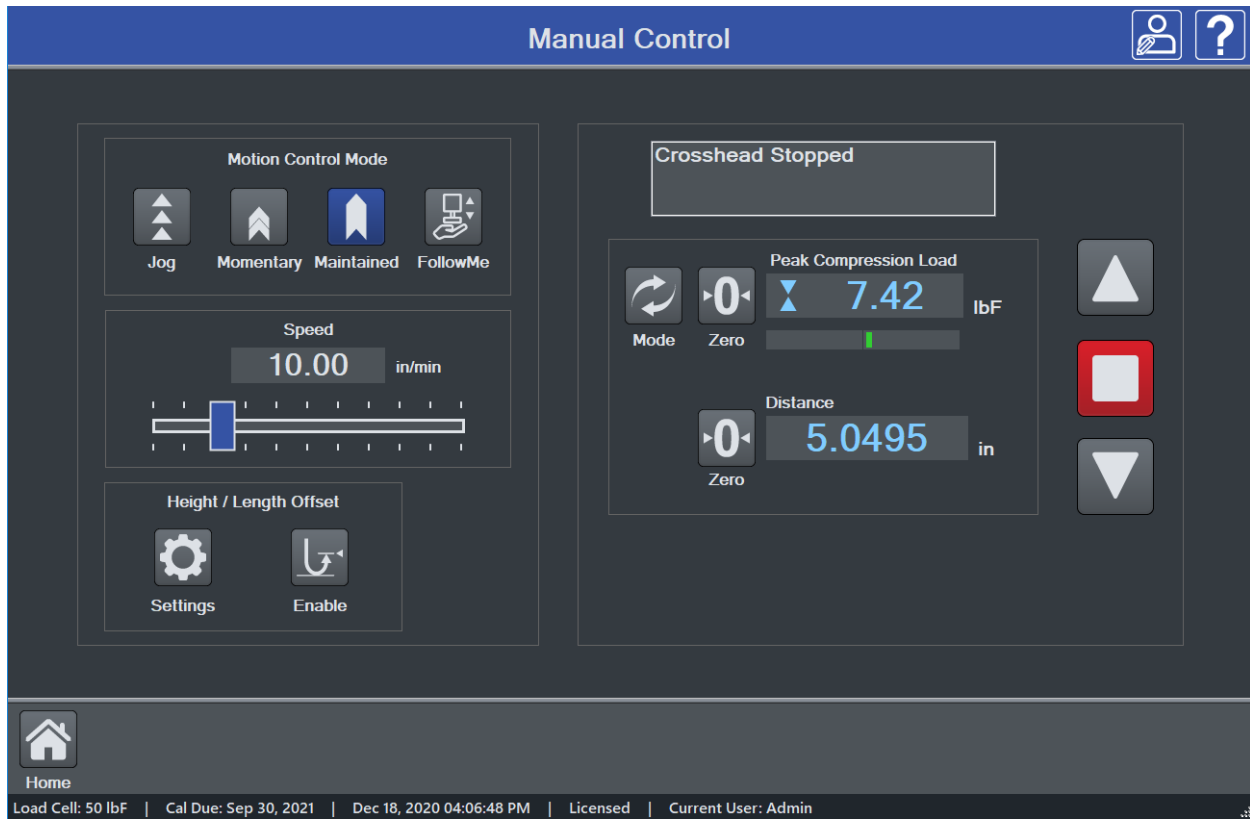 Manual Control
?
Motion Control Mode
Jog Momentary Maintained FollowMe
Speed
10.00 in/min
Height / Length Offset
Settings Enable
Crosshead Stopped
Peak Compression Load
0 7.42 lbF
Mode Zero
Distance
0 5.0495 in
Zero
Home
Load Cell: 50 lbF | Cal Due: Sep 30, 2021 | Dec 18, 2020 04:06:48 PM | Licensed | Current User: Admin